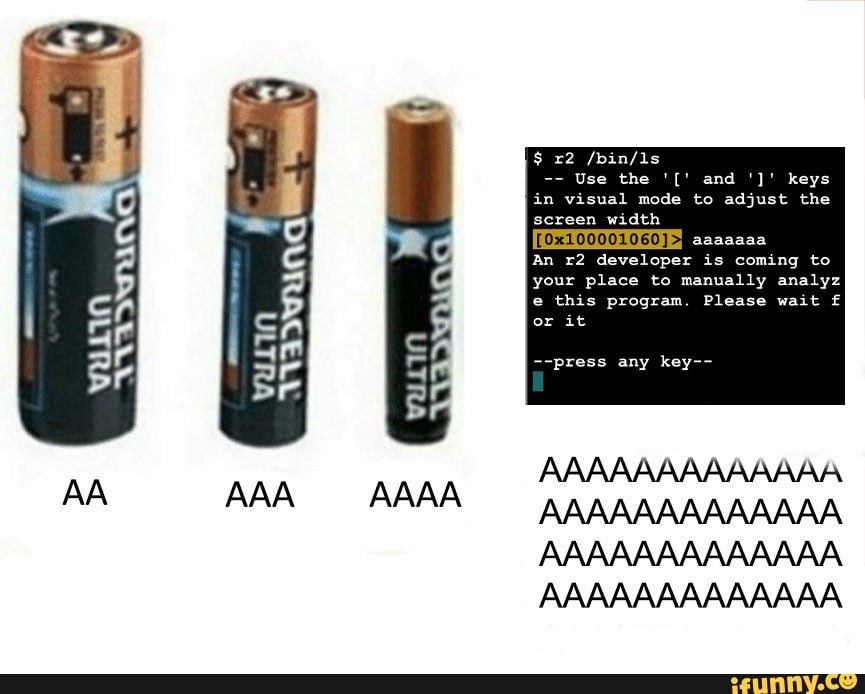 DURACELL
ULTRA
DURACELL
ULTRA
DURACELL
ULTRA
AA
AAA
AAAA
$ r2 /bin/ls
-- Use the '[' and ']' keys
in visual mode to adjust the
screen width
[0x100001060]> aaaaaaa
An r2 developer is coming to
your place to manually analyz
e this program. Please wait f
or it
--press any key--
AAAAAAAAAAAAA
AAAAAAAAAAAAA
AAAAAAAAAAAAA
AAAAAAAAAAAAA
ifunny.co